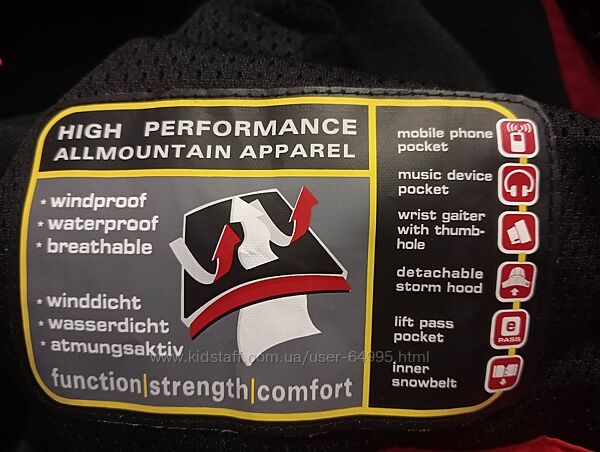 HIGH PERFORMANCE
ALLMOUNTAIN APPAREL
* windproof
* waterproof
* breathable
* winddicht
* wasserdicht
* atmungsaktiv
function|strength|comfort
mobile phone
pocket
music device
pocket
wrist gaiter
with thumb-
hole
detachable
storm hood
lift pass
pocket
e
PASS
inner
snowbelt
www.kidstaff.com.ua/user-64995.html